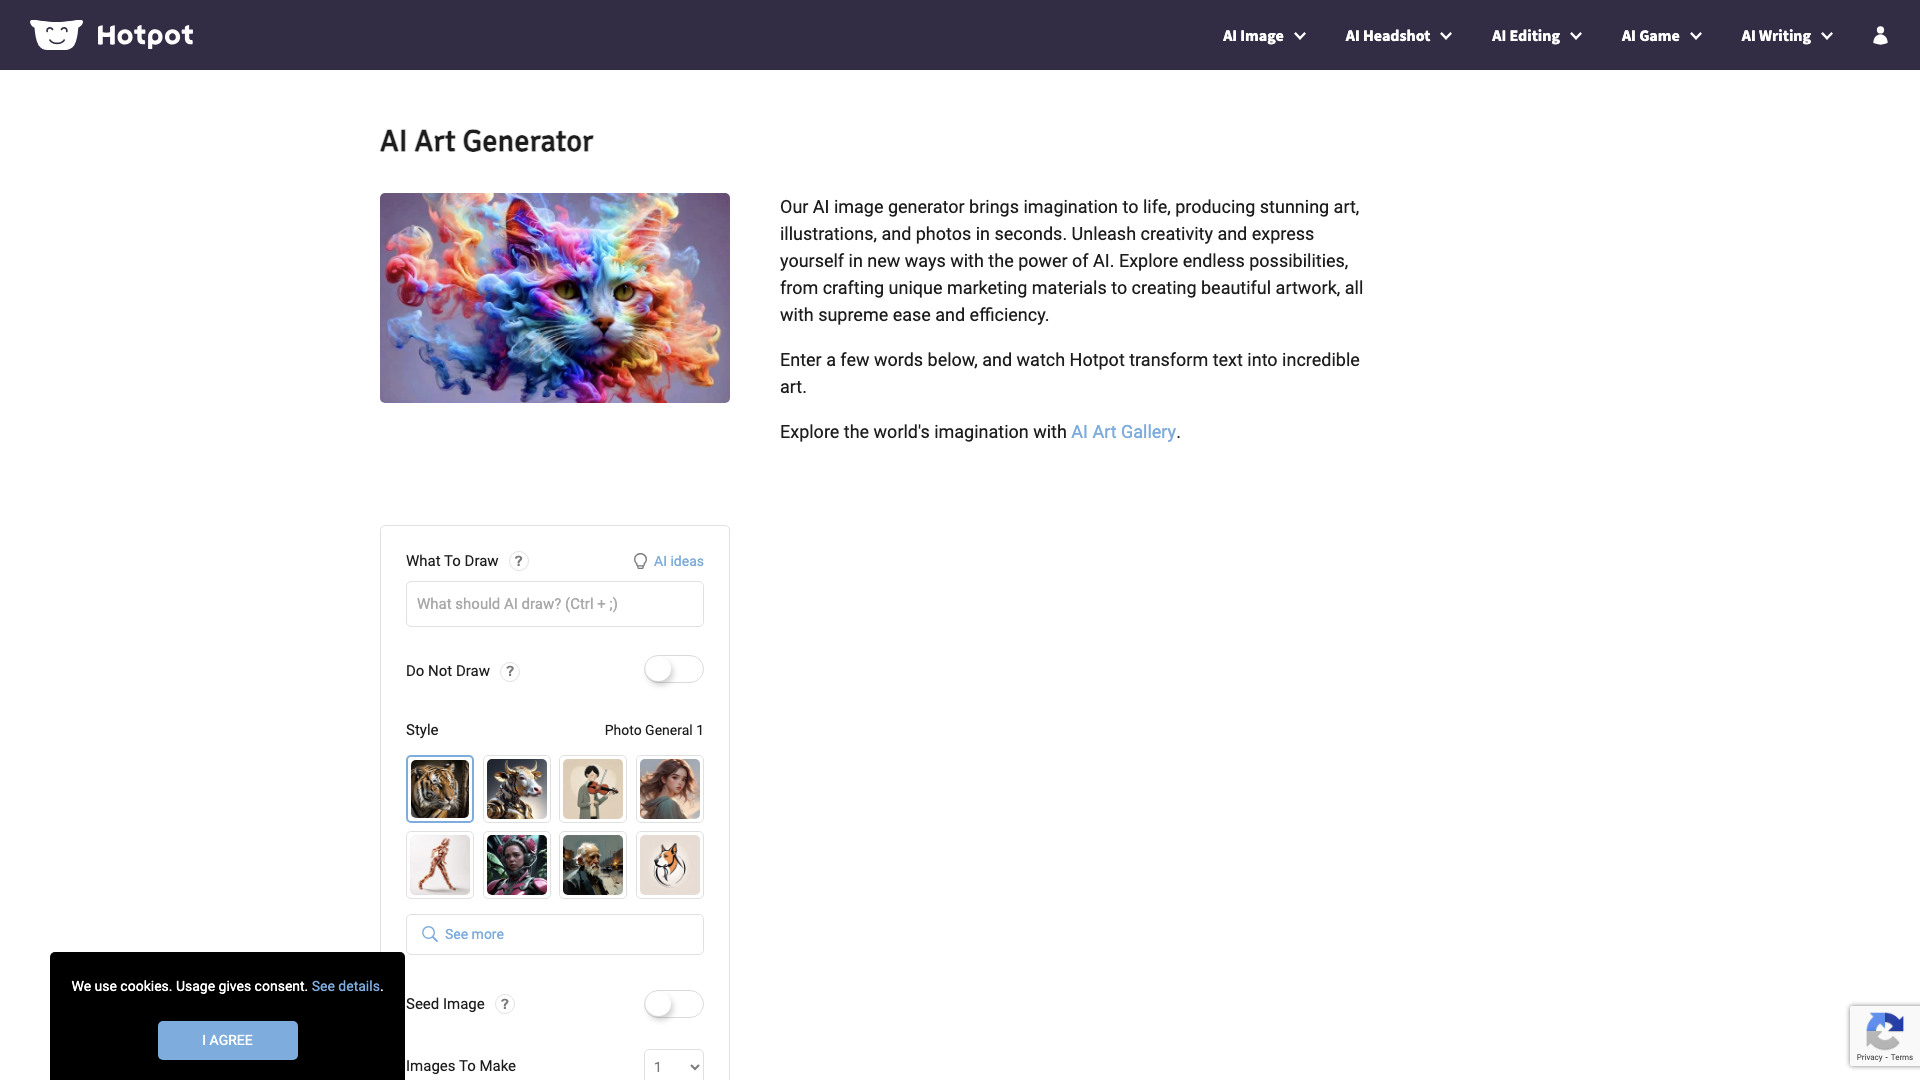 Hotpot
AI Image
AI Headshot
AI Editing
AI Game
AI Writing
AI Art Generator
Our AI image generator brings imagination to life, producing stunning art,
illustrations, and photos in seconds. Unleash creativity and express
yourself in new ways with the power of AI. Explore endless possibilities,
from crafting unique marketing materials to creating beautiful artwork, all
with supreme ease and efficiency.
Enter a few words below, and watch Hotpot transform text into incredible
art.
Explore the world's imagination with AI Art Gallery.
What To Draw ?
AI ideas
What should AI draw? (Ctrl + ;)
Do Not Draw ?
Style
Photo General 1
See more
Seed Image ?
Images To Make
1
We use cookies. Usage gives consent. See details.
I AGREE
Privacy - Terms